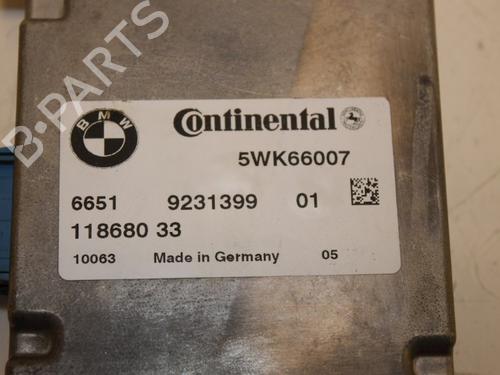 B-PARTS
BMW
Continental
5WK66007
6651 9231399 01
118680 33
10063 Made in Germany 05